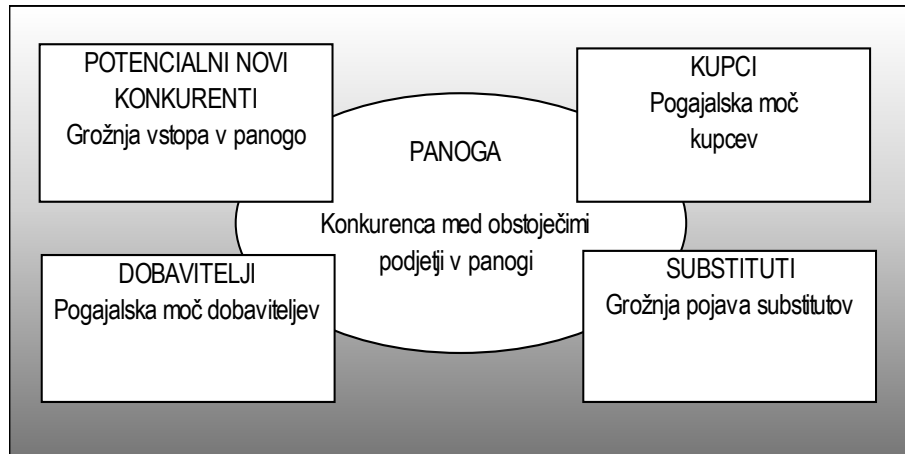 POTENCIALNI NOVI
KONKURENTI
Grožnja vstopa v panogo
KUPCI
Pogajalska moč
kupcev
PANOGA
Konkurenca med obstoječimi
podjetji v panogi
DOBAVITELJI
Pogajalska moč dobaviteljev
SUBSTITUTI
Grožnja pojava substitutov